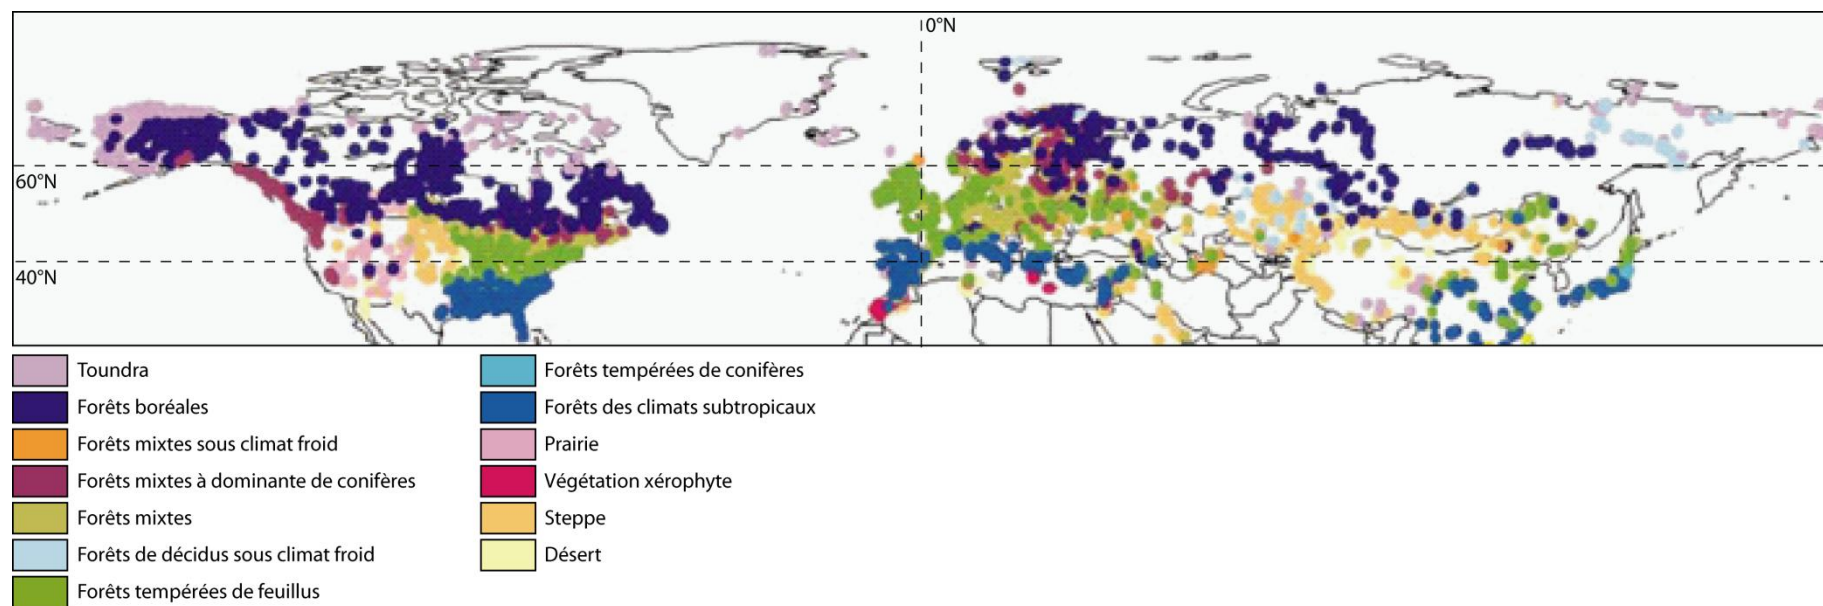 0°N
60°N
40°N
Toundra
Forêts boréales
Forêts mixtes sous climat froid
Forêts mixtes à dominante de conifères
Forêts mixtes
Forêts de décidus sous climat froid
Forêts tempérées de feuillus
Forêts tempérées de conifères
Forêts des climats subtropicaux
Prairie
Végétation xérophyte
Steppe
Désert